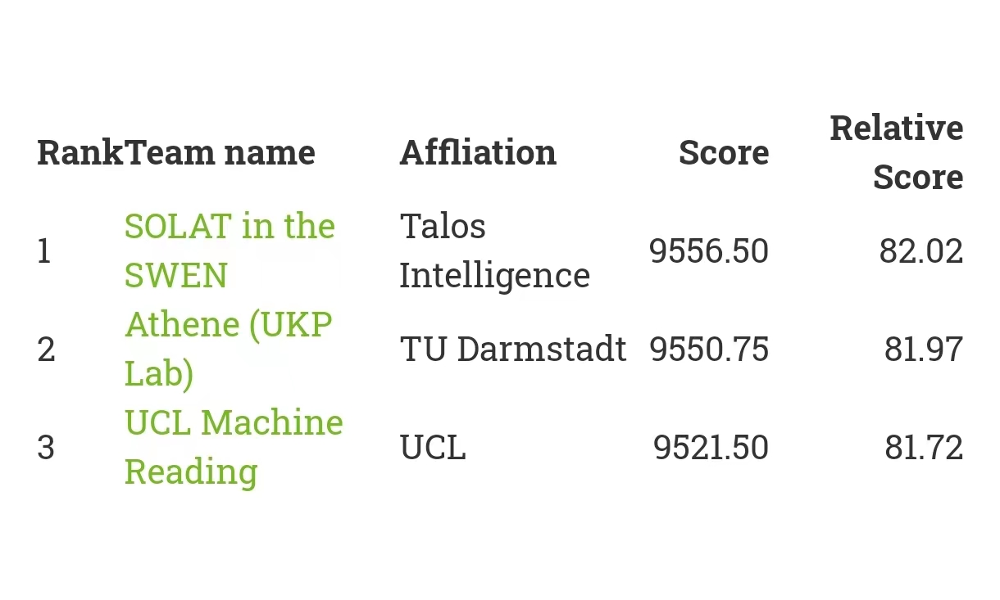 Rank Team name Affliation Score Relative Score
1 SOLAT in the SWEN Talos Intelligence 9556.50 82.02
2 Athene (UKP Lab) TU Darmstadt 9550.75 81.97
3 UCL Machine Reading UCL 9521.50 81.72